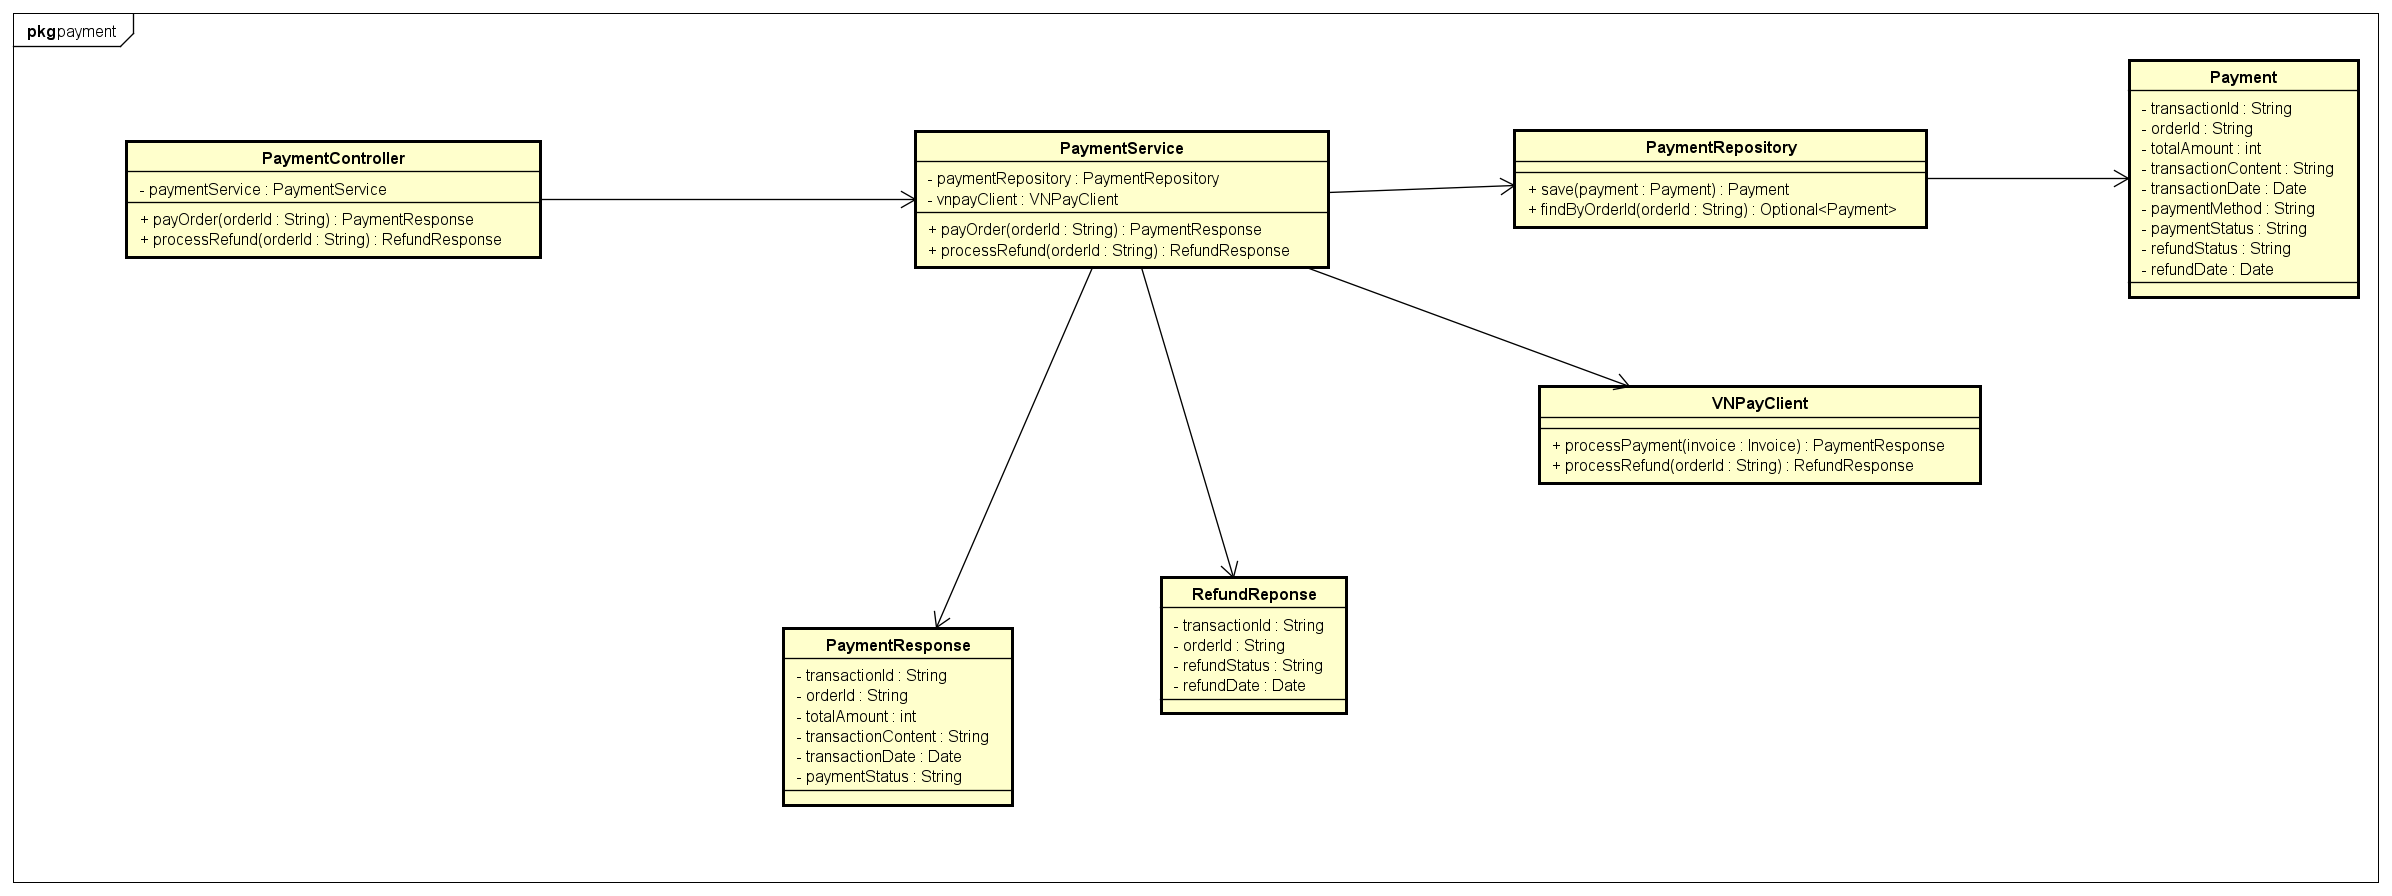 pkg payment
PaymentController
- paymentService : PaymentService
+ payOrder(orderId : String) : PaymentResponse
+ processRefund(orderId : String) : RefundResponse
PaymentService
- paymentRepository : PaymentRepository
- vnpayClient : VNPayClient
+ payOrder(orderId : String) : PaymentResponse
+ processRefund(orderId : String) : RefundResponse
PaymentRepository
+ save(payment : Payment) : Payment
+ findByOrderId(orderId : String) : Optional<Payment>
Payment
- transactionId : String
- orderId : String
- totalAmount : int
- transactionContent : String
- transactionDate : Date
- paymentMethod : String
- paymentStatus : String
- refundStatus : String
- refundDate : Date
VNPayClient
+ processPayment(invoice : Invoice) : PaymentResponse
+ processRefund(orderId : String) : RefundResponse
RefundReponse
- transactionId : String
- orderId : String
- refundStatus : String
- refundDate : Date
PaymentResponse
- transactionId : String
- orderId : String
- totalAmount : int
- transactionContent : String
- transactionDate : Date
- paymentStatus : String